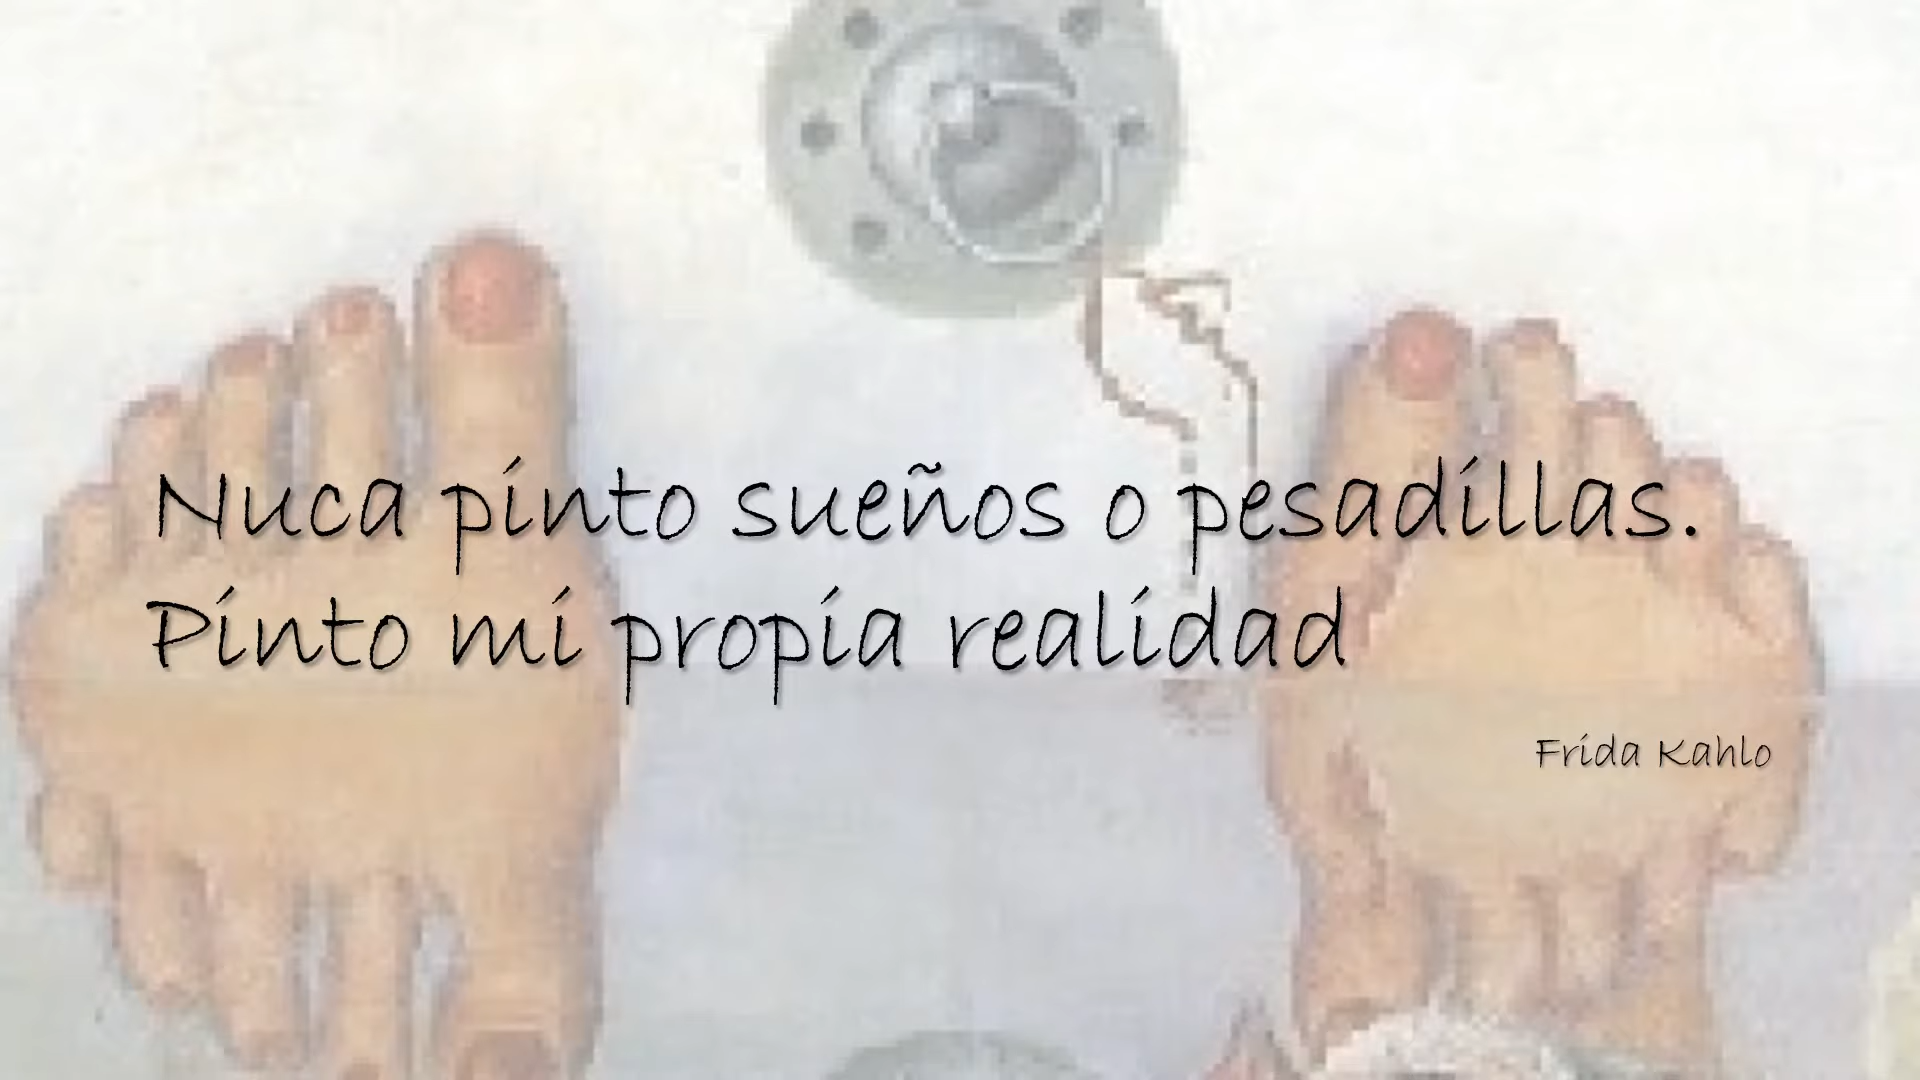 Nuca pinto sueños o pesadillas.
Pinto mi propia realidad
Frida Kahlo